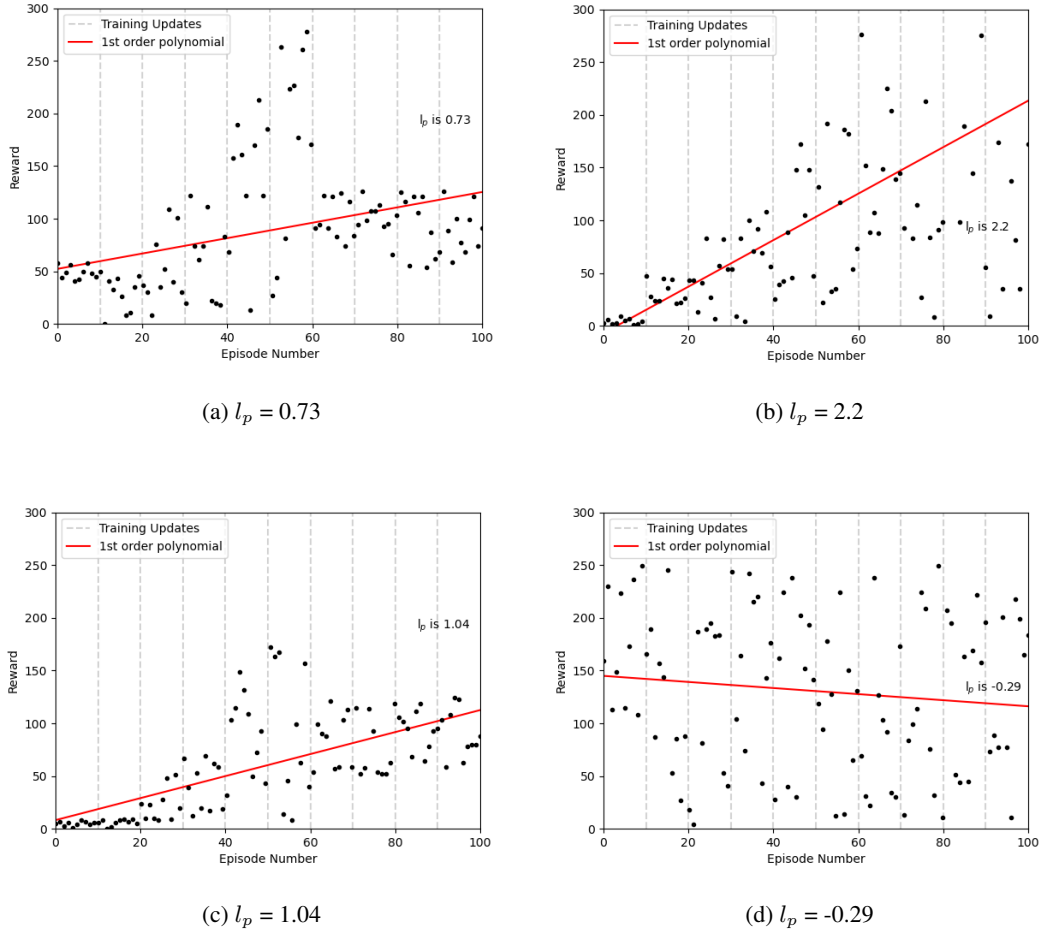 300
250
200
150
100
50
0
Reward
Training Updates
1st order polynomial
l_p is 0.73
0 20 40 60 80 100
Episode Number
(a) l_p = 0.73
300
250
200
150
100
50
0
Reward
Training Updates
1st order polynomial
l_p is 2.2
0 20 40 60 80 100
Episode Number
(b) l_p = 2.2
300
250
200
150
100
50
0
Reward
Training Updates
1st order polynomial
l_p is 1.04
0 20 40 60 80 100
Episode Number
(c) l_p = 1.04
300
250
200
150
100
50
0
Reward
Training Updates
1st order polynomial
l_p is -0.29
0 20 40 60 80 100
Episode Number
(d) l_p = -0.29